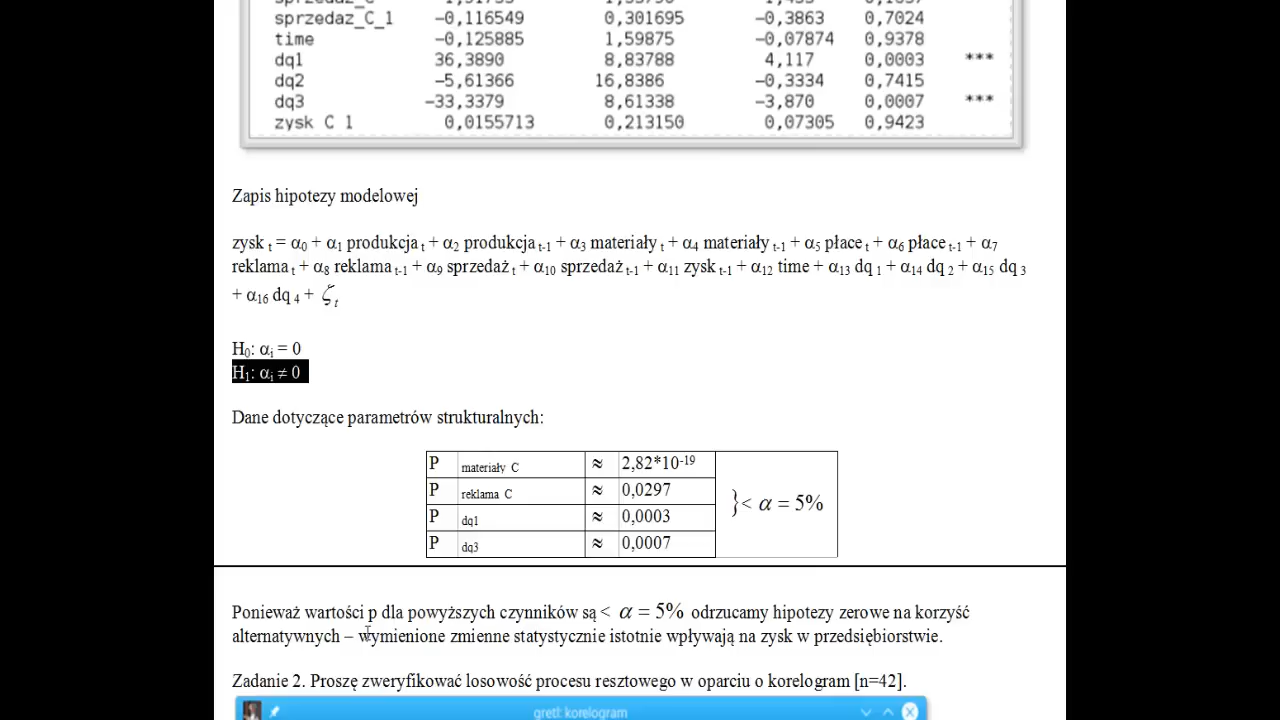 sprzedaz_C_1 −0,116549 0,301695 −0,3863 0,7024
time −0,125885 1,59875 −0,07874 0,9378
dq1 36,3890 8,83788 4,117 0,0003 ***
dq2 −5,61366 16,8386 −0,3334 0,7415
dq3 −33,3379 8,61338 −3,870 0,0007 ***
zysk_C_1 0,0155713 0,213150 0,07305 0,9423
Zapis hipotezy modelowej
zysk t = α0 + α1 produkcja t + α2 produkcja t-1 + α3 materiały t + α4 materiały t-1 + α5 płace t + α6 płace t-1 + α7
reklama t + α8 reklama t-1 + α9 sprzedaż t + α10 sprzedaż t-1 + α11 zysk t-1 + α12 time + α13 dq 1 + α14 dq 2 + α15 dq 3
+ α16 dq 4 + ζt
H0: αi = 0
H1: αi ≠ 0
Dane dotyczące parametrów strukturalnych:
P materiały C ≈ 2,82*10-19
P reklama C ≈ 0,0297
} < α = 5%
P dq1 ≈ 0,0003
P dq3 ≈ 0,0007
Ponieważ wartości p dla powyższych czynników są < α = 5% odrzucamy hipotezy zerowe na korzyść
alternatywnych – wymienione zmienne statystycznie istotnie wpływają na zysk w przedsiębiorstwie.
Zadanie 2. Proszę zweryfikować losowość procesu resztowego w oparciu o korelogram [n=42].
gretl: korelogram